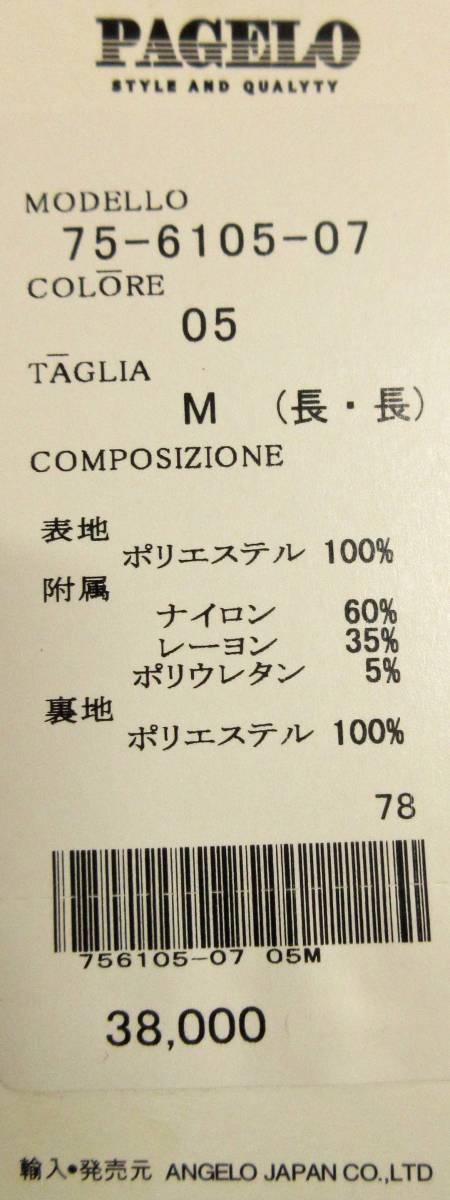 PAGELO
STYLE AND QUALYTY
MODELLO
75-6105-07
COLORE
05
TAGLIA
M （長・長）
COMPOSIZIONE
表地
ポリエステル 100%
附属
ナイロン 60%
レーヨン 35%
ポリウレタン 5%
裏地
ポリエステル 100%
78
756105-07 05M
38,000
輸入•発売元 ANGELO JAPAN CO.,LTD